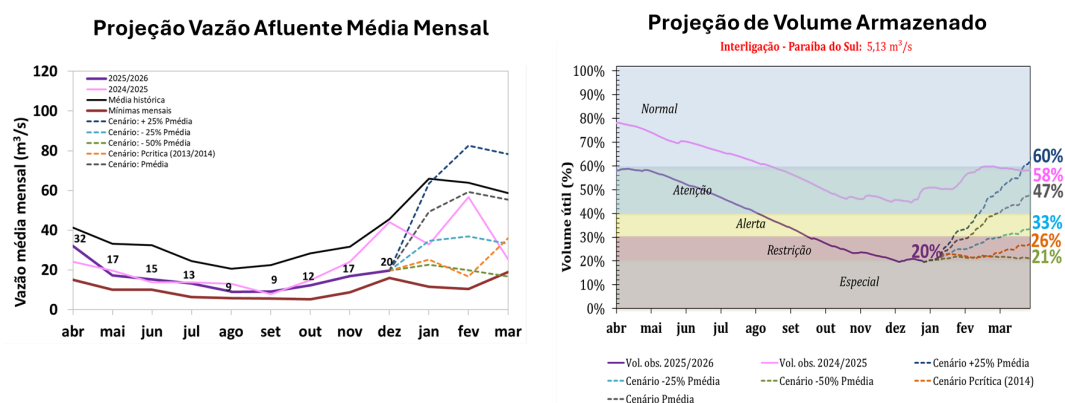 Projeção Vazão Afluente Média Mensal
120
100
80
60
40
20
0
Vazão média mensal (m³/s)
2025/2026
2024/2025
Média histórica
Mínimas mensais
Cenário: + 25% Pmédia
Cenário: - 25% Pmédia
Cenário: - 50% Pmédia
Cenário: Pcritica (2013/2014)
Cenário: Pmédia
32
17
15
13
9
9
12
17
20
abr mai jun jul ago set out nov dez jan fev mar
Projeção de Volume Armazenado
Interligação - Paraíba do Sul: 5,13 m³/s
100%
90%
80%
70%
60%
50%
40%
30%
20%
10%
0%
Volume útil (%)
Normal
Atenção
Alerta
Restrição
Especial
20%
60%
58%
47%
33%
26%
21%
abr mai jun jul ago set out nov dez jan fev mar
Vol. obs. 2025/2026 Vol. obs. 2024/2025 Cenário +25% Pmédia
Cenário -25% Pmédia Cenário -50% Pmédia Cenário Pcrítica (2014)
Cenário Pmédia